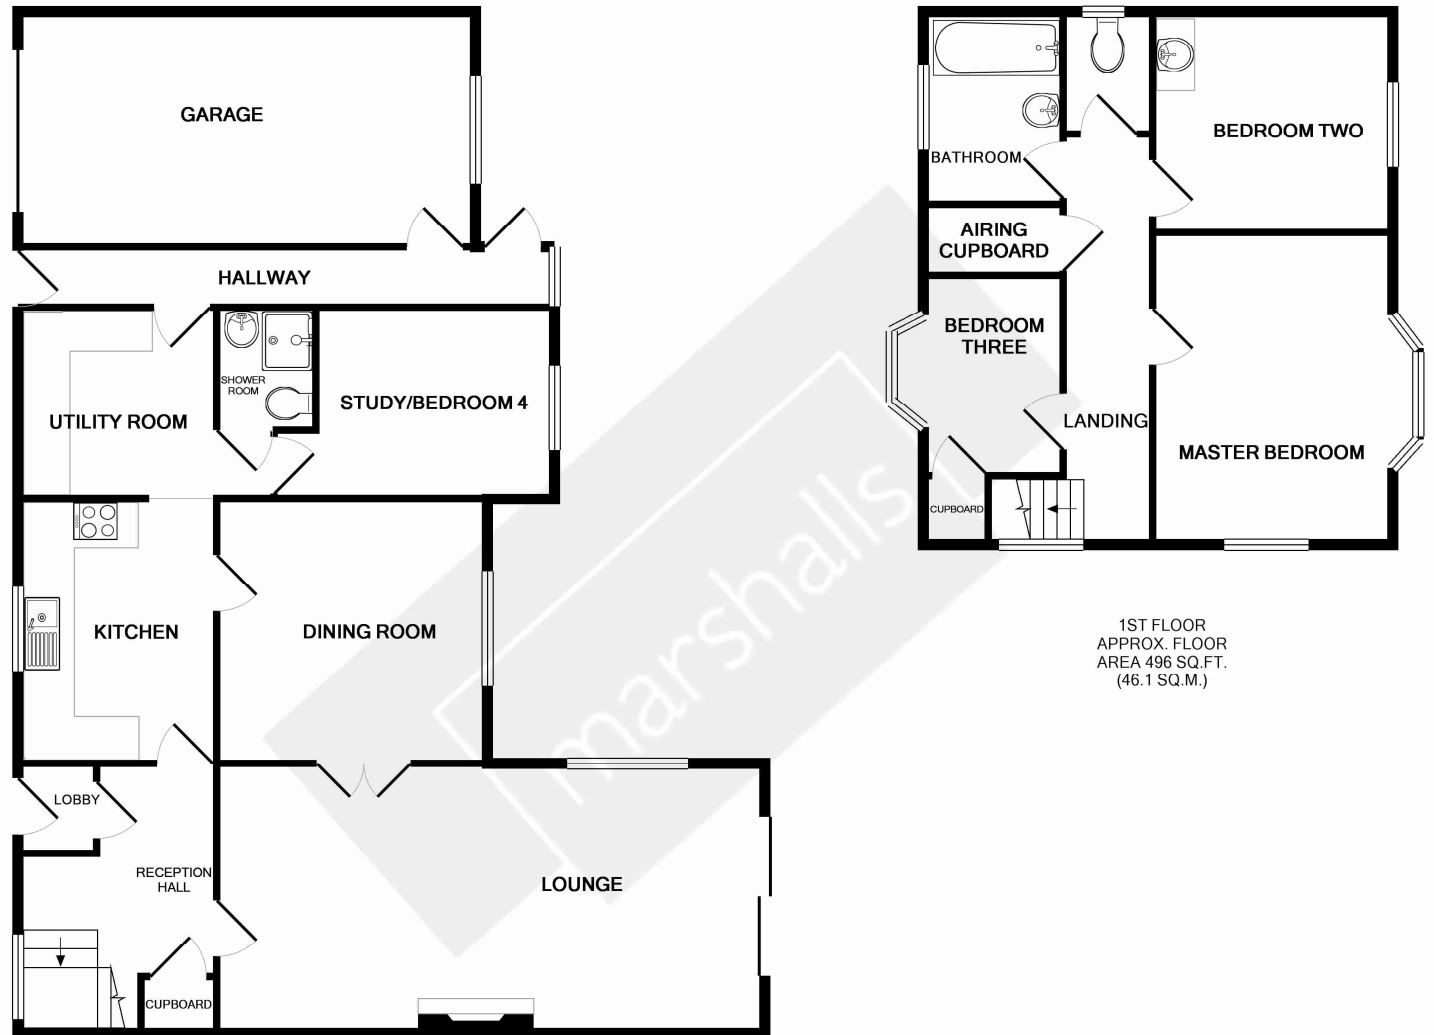 GARAGE
HALLWAY
UTILITY ROOM
SHOWER
ROOM
STUDY/BEDROOM 4
KITCHEN
DINING ROOM
LOBBY
RECEPTION
HALL
LOUNGE
CUPBOARD
marshalls
BATHROOM
BEDROOM TWO
AIRING
CUPBOARD
BEDROOM
THREE
LANDING
MASTER BEDROOM
CUPBOARD
1ST FLOOR
APPROX. FLOOR
AREA 496 SQ.FT.
(46.1 SQ.M.)